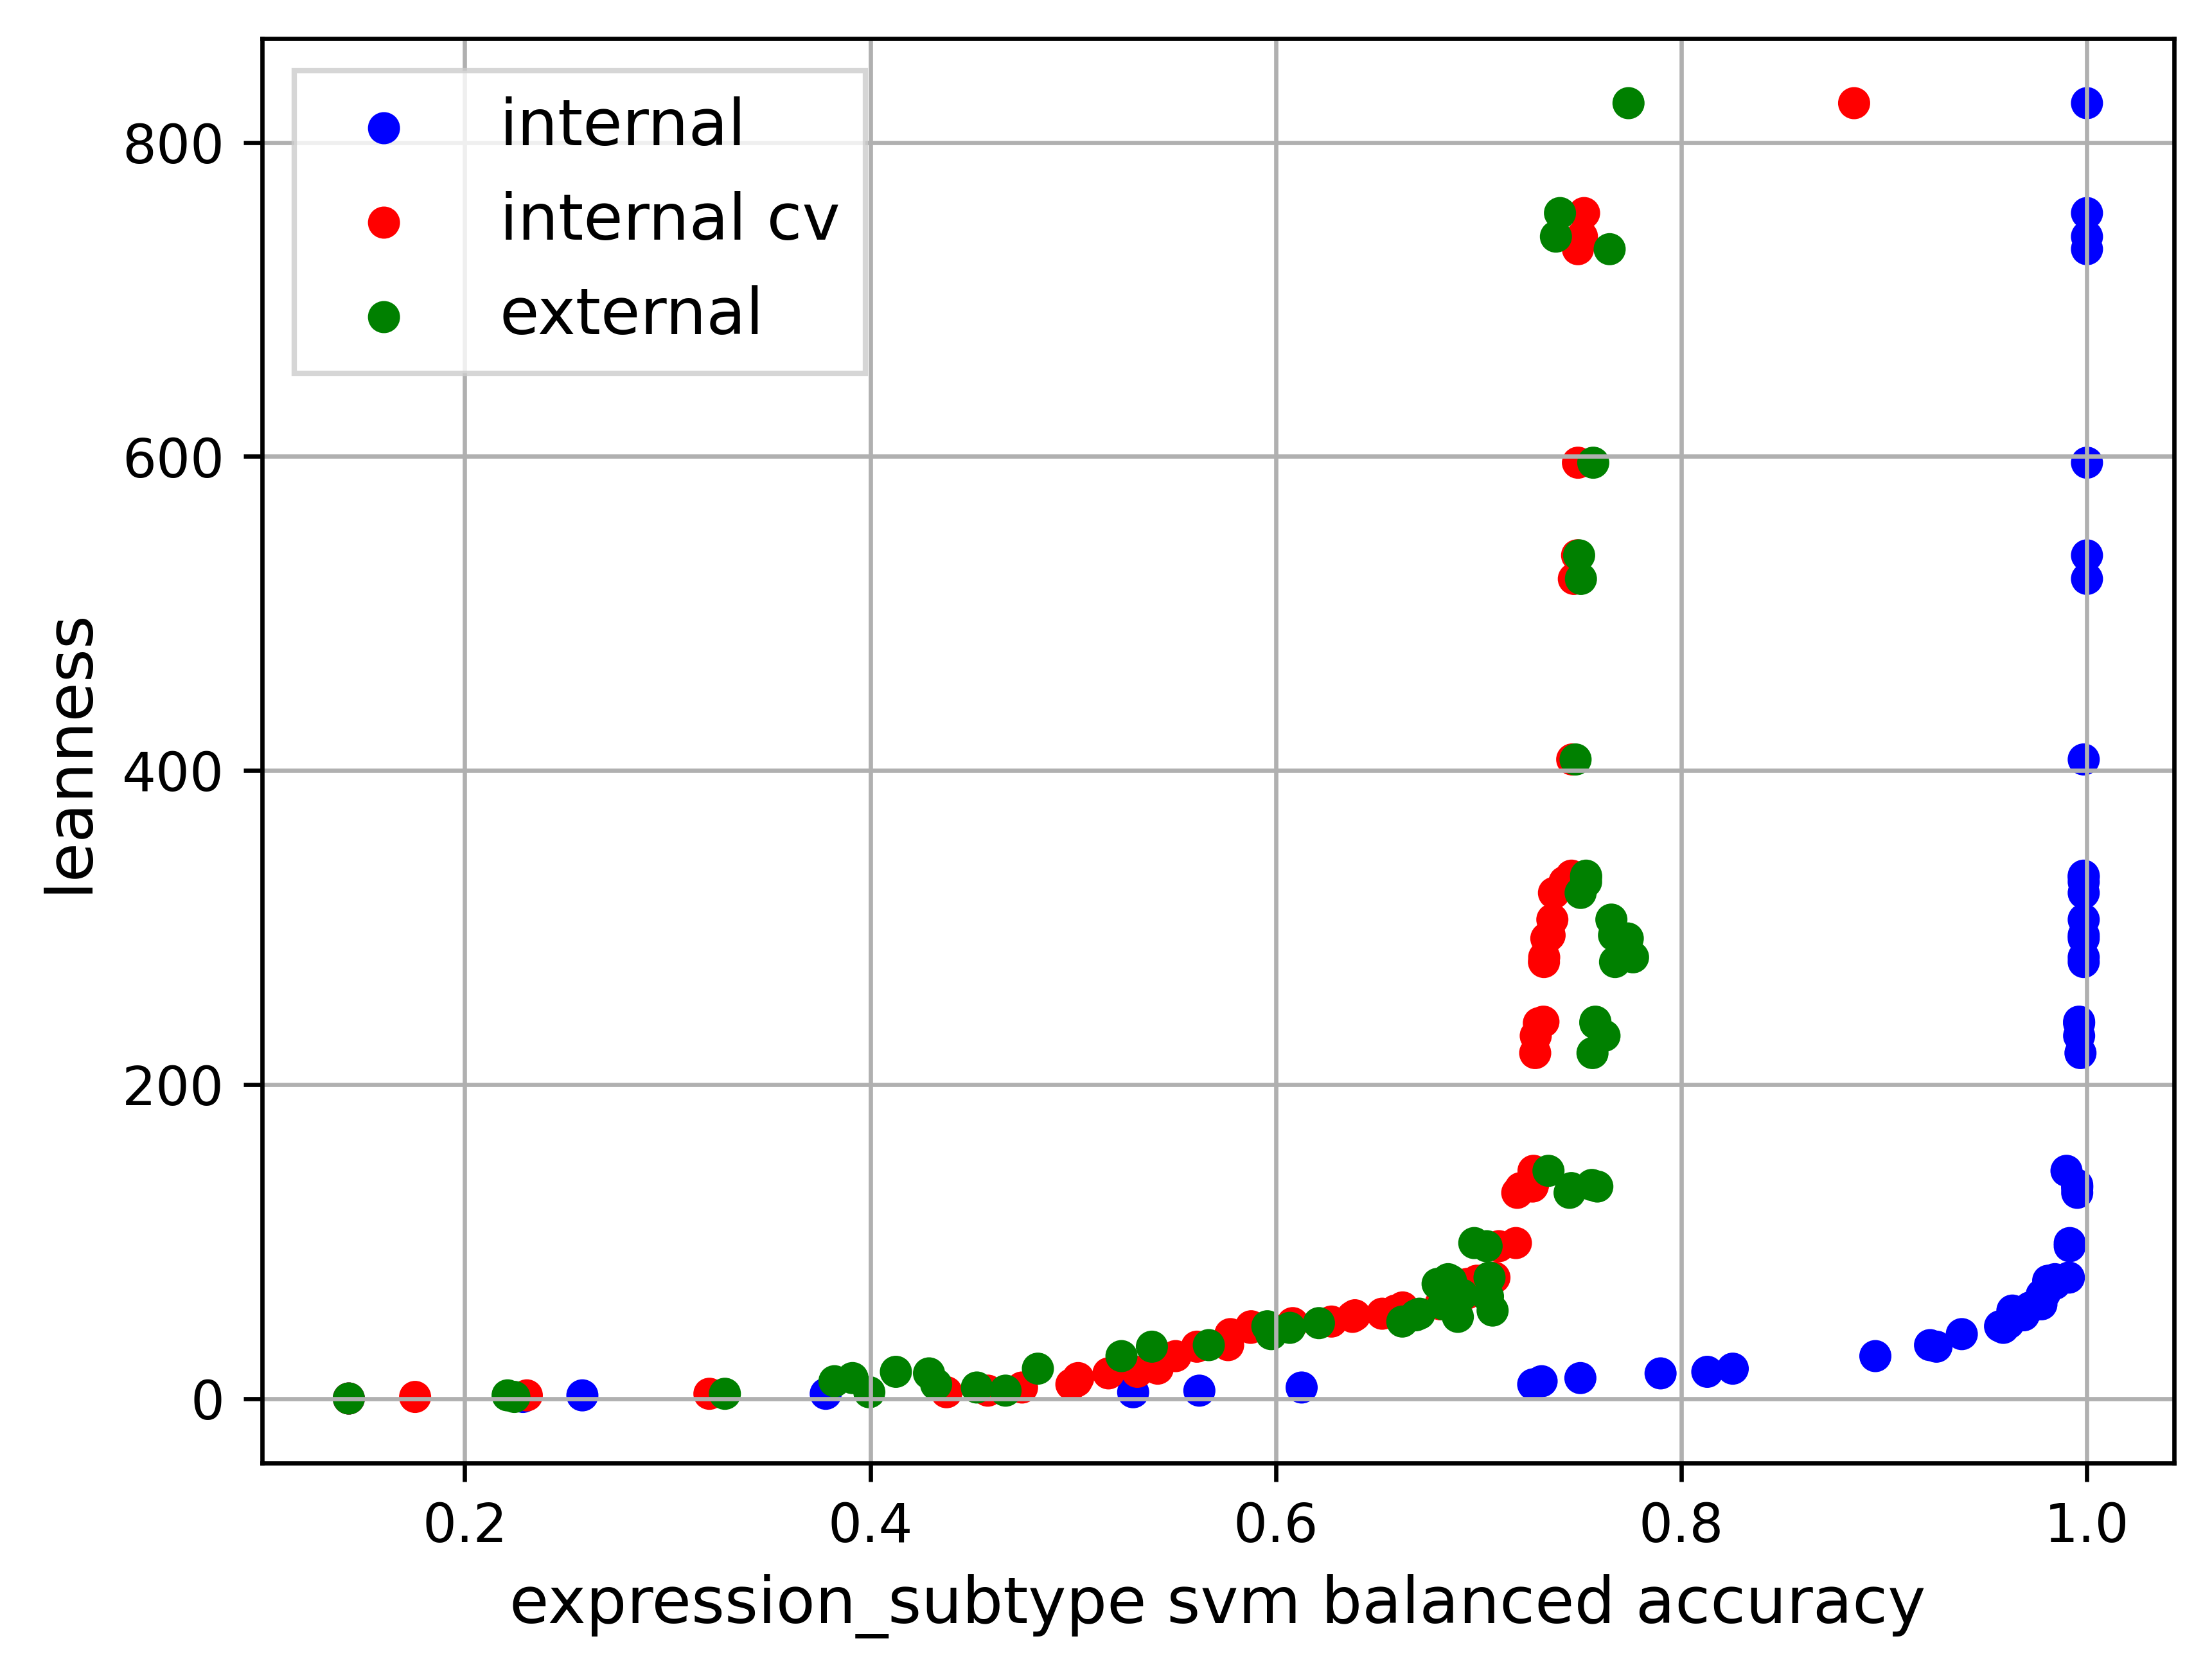 internal
internal cv
external
800
600
400
200
0
leanness
0.2 0.4 0.6 0.8 1.0
expression_subtype svm balanced accuracy